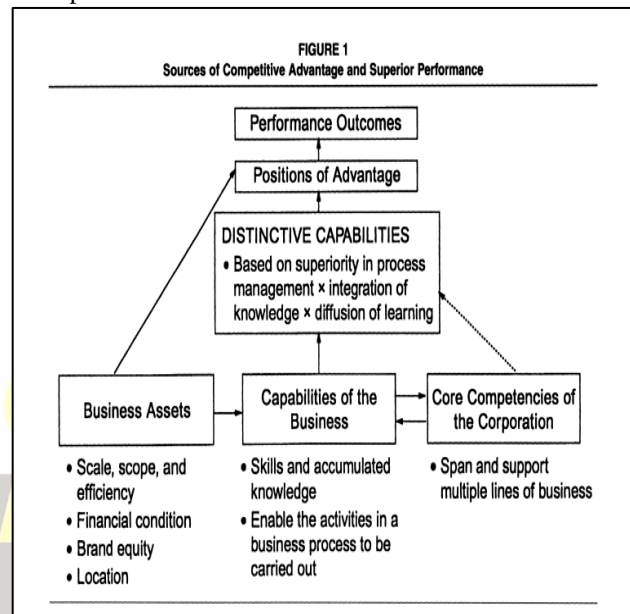 FIGURE 1
Sources of Competitive Advantage and Superior Performance
Performance Outcomes
Positions of Advantage
DISTINCTIVE CAPABILITIES
• Based on superiority in process
management × integration of
knowledge × diffusion of learning
Business Assets
• Scale, scope, and
efficiency
• Financial condition
• Brand equity
• Location
Capabilities of the
Business
• Skills and accumulated
knowledge
• Enable the activities in a
business process to be
carried out
Core Competencies of
the Corporation
• Span and support
multiple lines of business